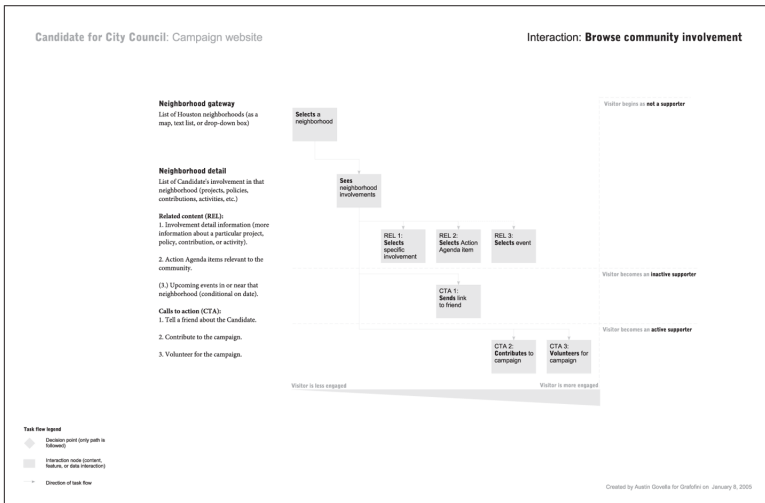 Candidate for City Council: Campaign website
Interaction: Browse community involvement
Neighborhood gateway
List of Houston neighborhoods (as a
map, text list, or drop-down box)
Selects a
neighborhood
Visitor begins as not a supporter
Neighborhood detail
List of Candidate's involvement in that
neighborhood (projects, policies,
contributions, activities, etc.)
Sees
neighborhood
involvements
Related content (REL):
1. Involvement detail information (more
information about a particular project,
policy, contribution, or activity).
2. Action Agenda items relevant to the
community.
(3.) Upcoming events in or near that
neighborhood (conditional on date).
REL 1:
Selects
specific
involvement
REL 2:
Selects Action
Agenda item
REL 3:
Selects event
Visitor becomes an inactive supporter
Calls to action (CTA):
1. Tell a friend about the Candidate.
2. Contribute to the campaign.
3. Volunteer for the campaign.
CTA 1:
Sends link
to friend
Visitor becomes an active supporter
CTA 2:
Contributes to
campaign
CTA 3:
Volunteers for
campaign
Visitor is less engaged
Visitor is more engaged
Task flow legend
Decision point (only path is
followed)
Interaction node (content,
feature, or data interaction)
Direction of task flow
Created by Austin Govella for Grafofini on January 8, 2005